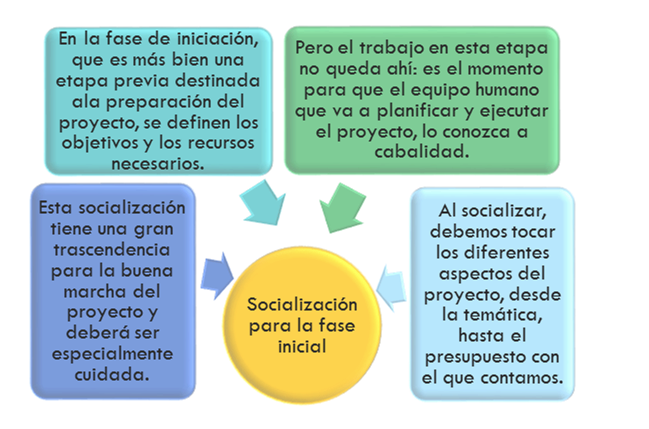 En la fase de iniciación,
que es más bien una
etapa previa destinada
ala preparación del
proyecto, se definen los
objetivos y los recursos
necesarios.
Pero el trabajo en esta etapa
no queda ahí: es el momento
para que el equipo humano
que va a planificar y ejecutar
el proyecto, lo conozca a
cabalidad.
Esta socialización
tiene una gran
trascendencia
para la buena
marcha del
proyecto y
deberá ser
especialmente
cuidada.
Al socializar,
debemos tocar
los diferentes
aspectos del
proyecto, desde
la temática,
hasta el
presupuesto con
el que contamos.
Socialización
para la fase
inicial